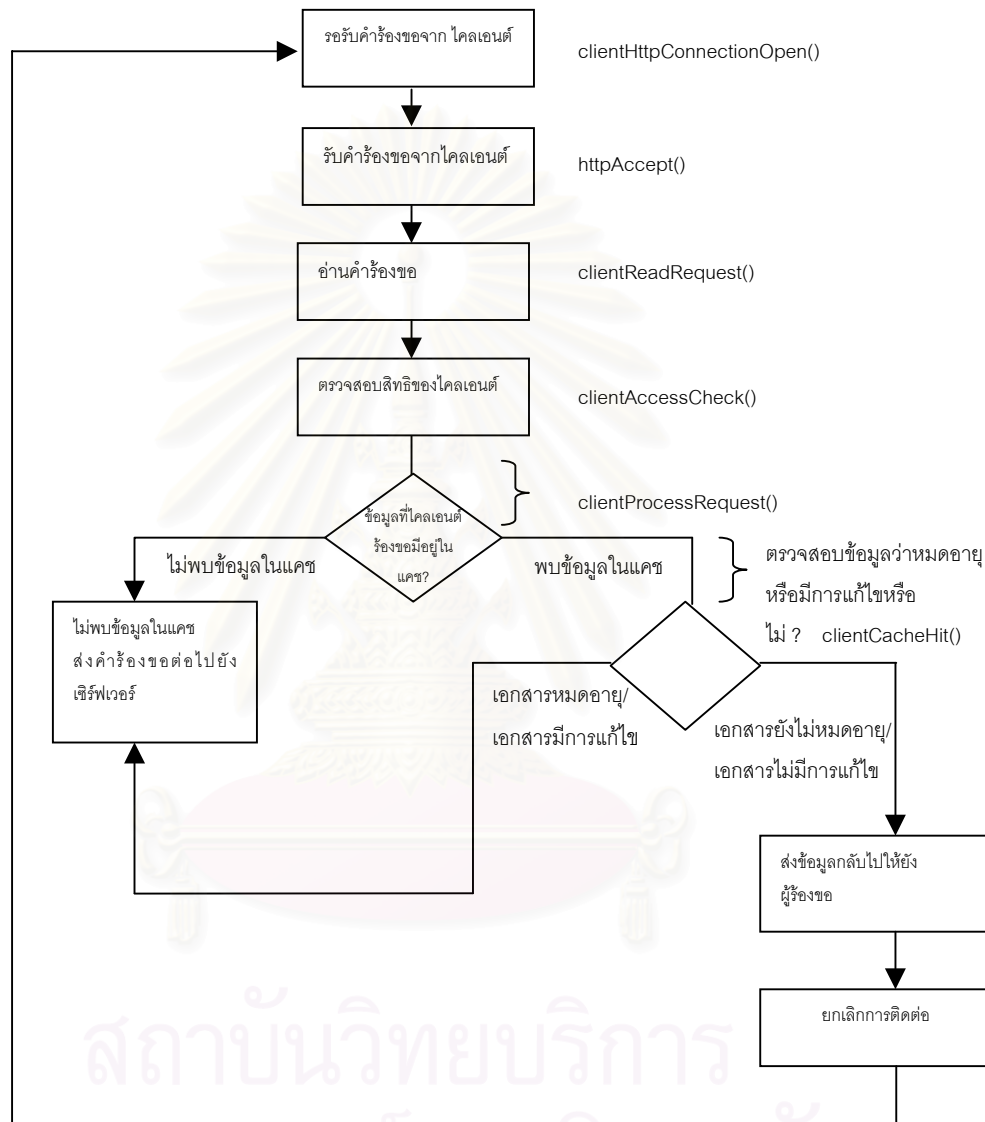 รอรับคำร้องขอจาก ไคลเอนต์
clientHttpConnectionOpen()
รับคำร้องขอจากไคลเอนต์
httpAccept()
อ่านคำร้องขอ
clientReadRequest()
ตรวจสอบสิทธิของไคลเอนต์
clientAccessCheck()
clientProcessRequest()
ข้อมูลที่ไคลเอนต์
ร้องขอมีอยู่ใน
แคช?
ไม่พบข้อมูลในแคช
พบข้อมูลในแคช
ตรวจสอบข้อมูลว่าหมดอายุ
หรือมีการแก้ไขหรือ
ไม่ ? clientCacheHit()
ไม่พบข้อมูลในแคช
ส่งคำร้องขอต่อไปยัง
เซิร์ฟเวอร์
เอกสารหมดอายุ/
เอกสารมีการแก้ไข
เอกสารยังไม่หมดอายุ/
เอกสารไม่มีการแก้ไข
ส่งข้อมูลกลับไปให้ยัง
ผู้ร้องขอ
ยกเลิกการติดต่อ
สถาบันวิทยบริการ